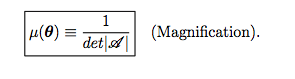 μ(θ) ≡ 1 / det|𝒜| (Magnification).